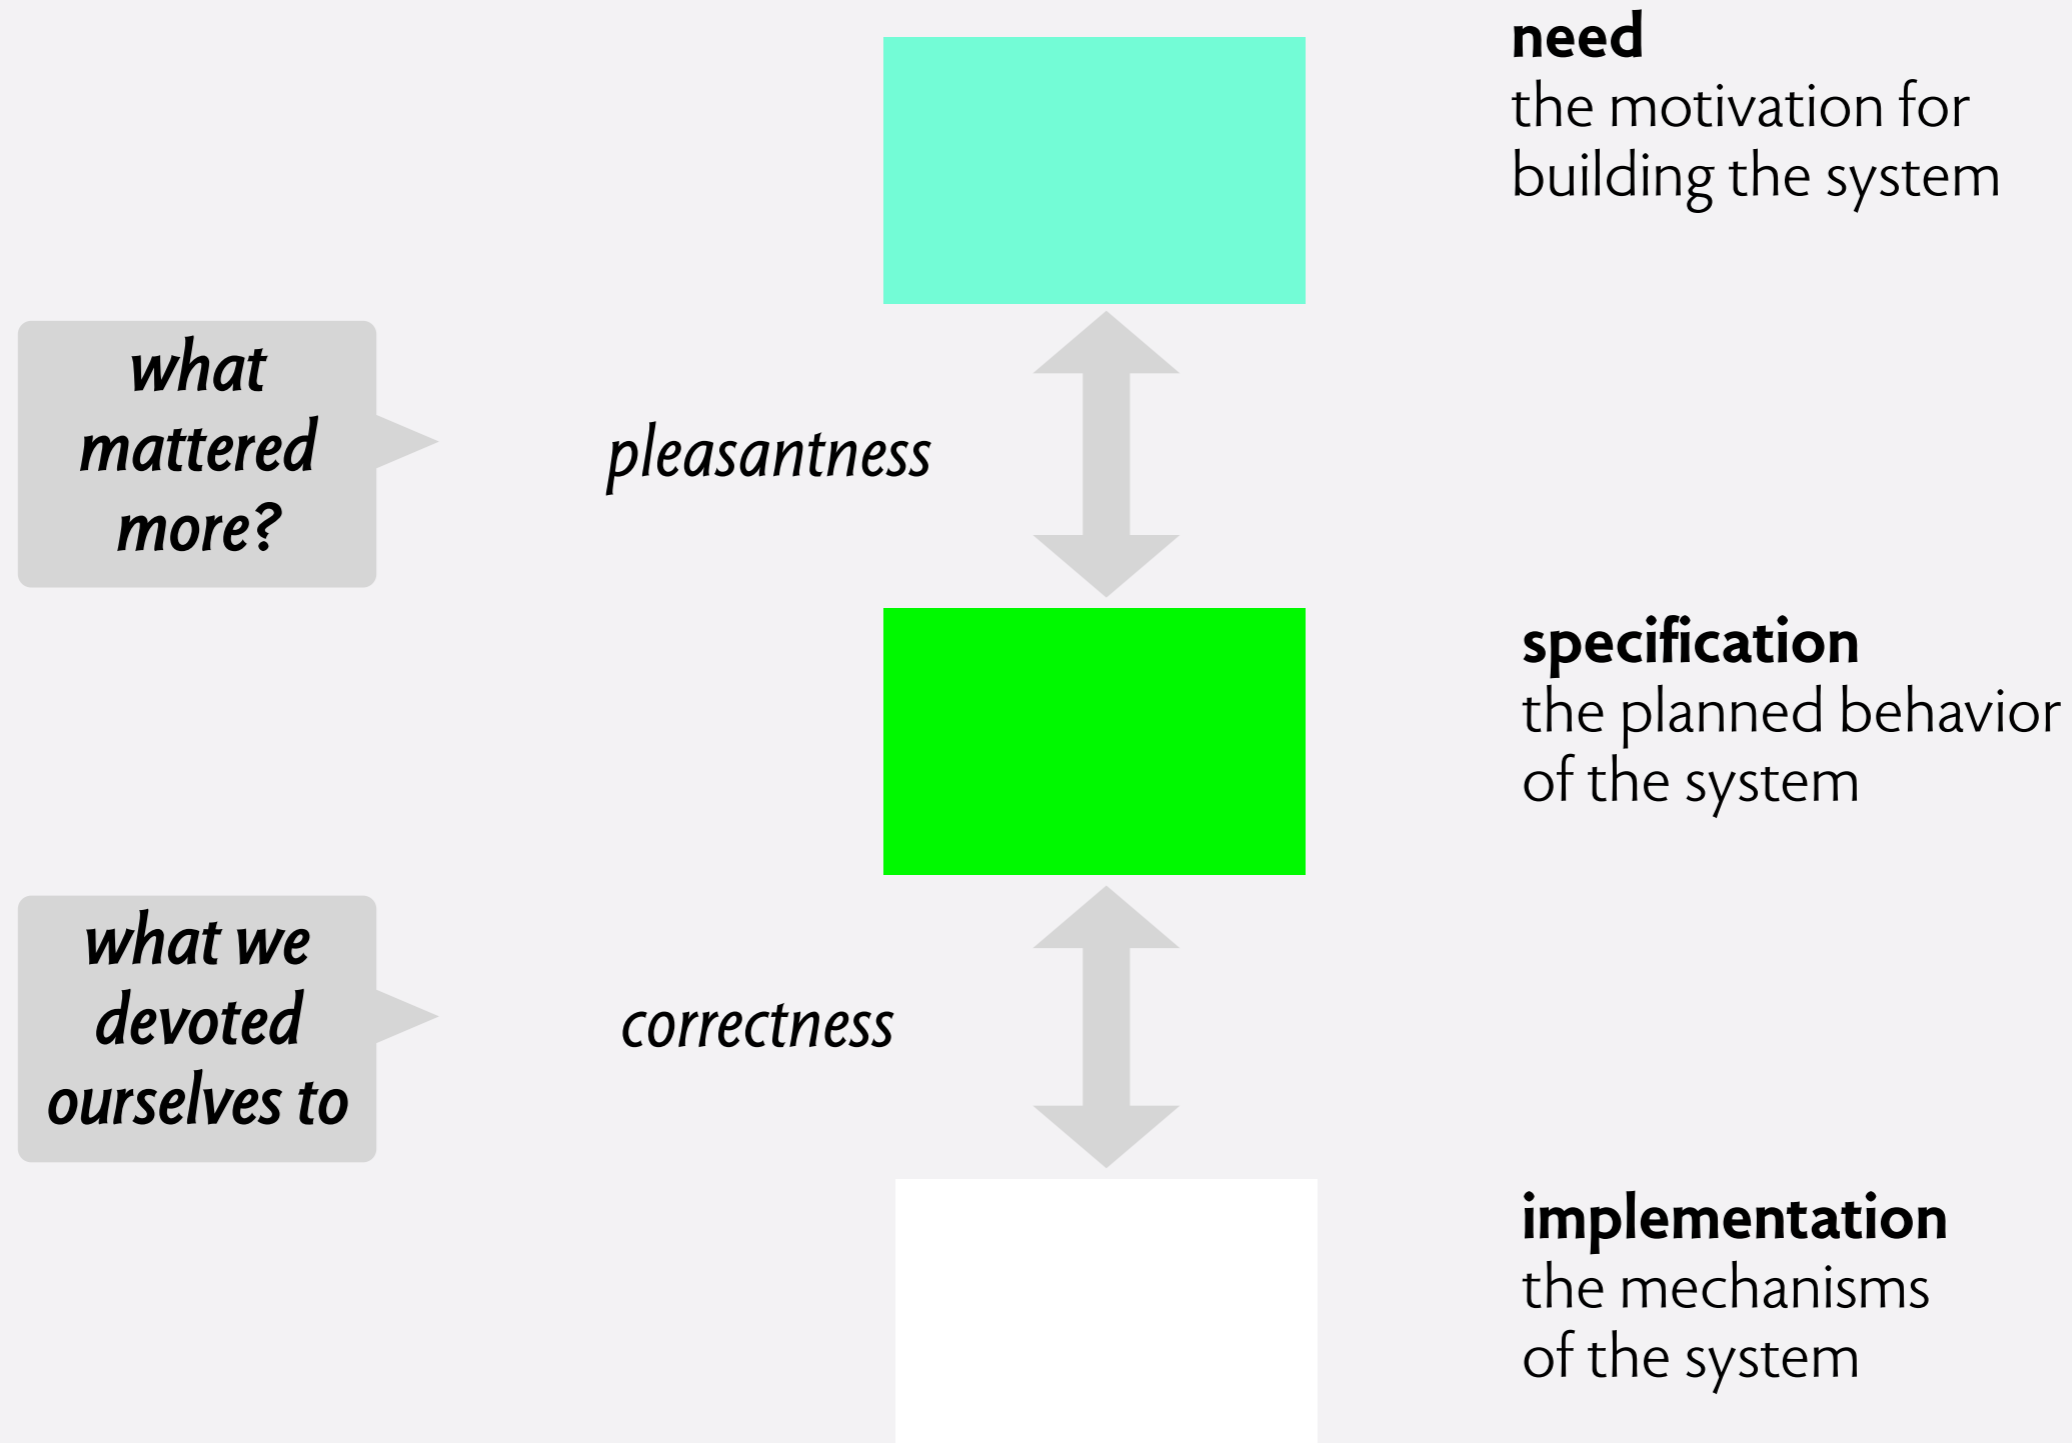 need
the motivation for
building the system
what
mattered
more?
pleasantness
specification
the planned behavior
of the system
what we
devoted
ourselves to
correctness
implementation
the mechanisms
of the system